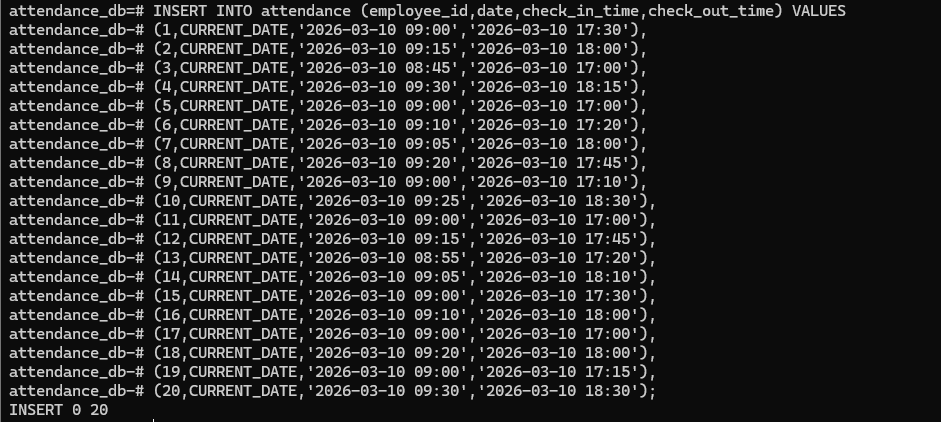 attendance_db=# INSERT INTO attendance (employee_id,date,check_in_time,check_out_time) VALUES
attendance_db-# (1,CURRENT_DATE,'2026-03-10 09:00','2026-03-10 17:30'),
attendance_db-# (2,CURRENT_DATE,'2026-03-10 09:15','2026-03-10 18:00'),
attendance_db-# (3,CURRENT_DATE,'2026-03-10 08:45','2026-03-10 17:00'),
attendance_db-# (4,CURRENT_DATE,'2026-03-10 09:30','2026-03-10 18:15'),
attendance_db-# (5,CURRENT_DATE,'2026-03-10 09:00','2026-03-10 17:00'),
attendance_db-# (6,CURRENT_DATE,'2026-03-10 09:10','2026-03-10 17:20'),
attendance_db-# (7,CURRENT_DATE,'2026-03-10 09:05','2026-03-10 18:00'),
attendance_db-# (8,CURRENT_DATE,'2026-03-10 09:20','2026-03-10 17:45'),
attendance_db-# (9,CURRENT_DATE,'2026-03-10 09:00','2026-03-10 17:10'),
attendance_db-# (10,CURRENT_DATE,'2026-03-10 09:25','2026-03-10 18:30'),
attendance_db-# (11,CURRENT_DATE,'2026-03-10 09:00','2026-03-10 17:00'),
attendance_db-# (12,CURRENT_DATE,'2026-03-10 09:15','2026-03-10 17:45'),
attendance_db-# (13,CURRENT_DATE,'2026-03-10 08:55','2026-03-10 17:20'),
attendance_db-# (14,CURRENT_DATE,'2026-03-10 09:05','2026-03-10 18:10'),
attendance_db-# (15,CURRENT_DATE,'2026-03-10 09:00','2026-03-10 17:30'),
attendance_db-# (16,CURRENT_DATE,'2026-03-10 09:10','2026-03-10 18:00'),
attendance_db-# (17,CURRENT_DATE,'2026-03-10 09:00','2026-03-10 17:00'),
attendance_db-# (18,CURRENT_DATE,'2026-03-10 09:20','2026-03-10 18:00'),
attendance_db-# (19,CURRENT_DATE,'2026-03-10 09:00','2026-03-10 17:15'),
attendance_db-# (20,CURRENT_DATE,'2026-03-10 09:30','2026-03-10 18:30');
INSERT 0 20